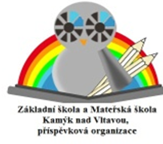 Základní škola a Mateřská škola
Kamýk nad Vltavou,
příspěvková organizace